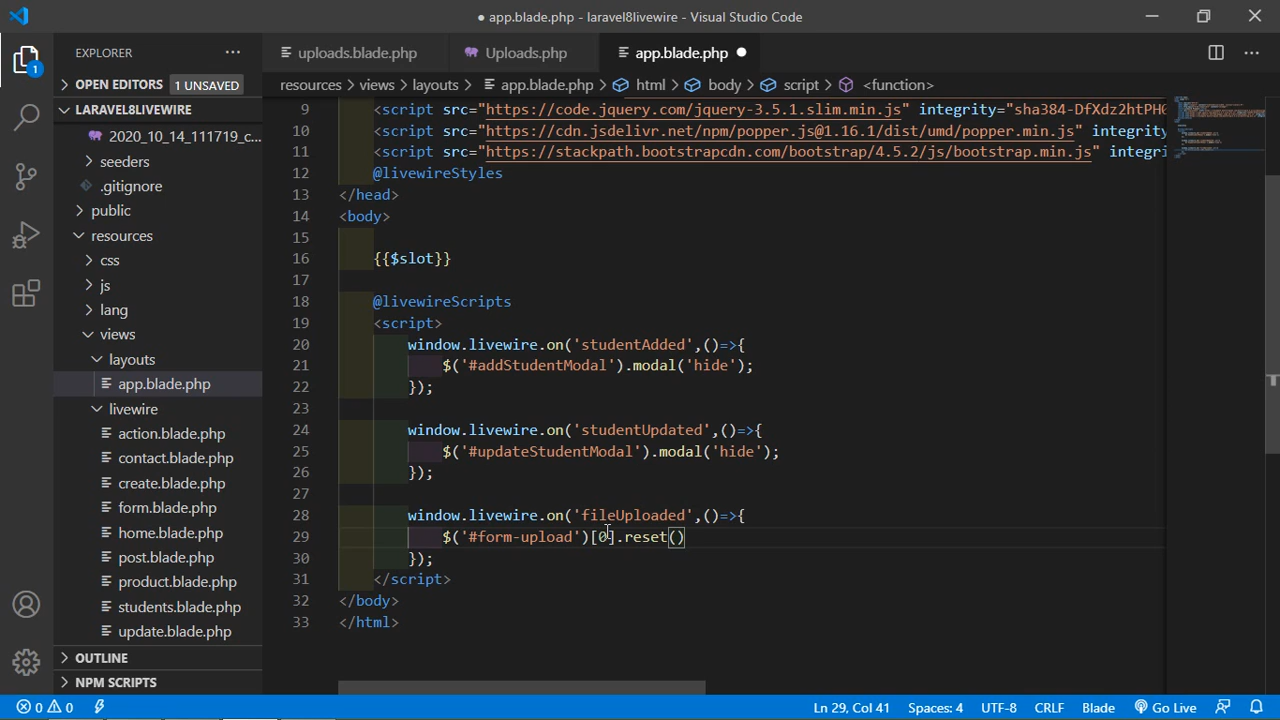 ● app.blade.php - laravel8livewire - Visual Studio Code
EXPLORER
uploads.blade.php
Uploads.php
app.blade.php ●
OPEN EDITORS 1 UNSAVED
resources > views > layouts > app.blade.php > html > body > script > <function>
LARAVEL8LIVEWIRE
2020_10_14_111719_c...
seeders
.gitignore
public
resources
css
js
lang
views
layouts
app.blade.php
livewire
action.blade.php
contact.blade.php
create.blade.php
form.blade.php
home.blade.php
post.blade.php
product.blade.php
students.blade.php
update.blade.php
OUTLINE
NPM SCRIPTS
1
9 <script src="https://code.jquery.com/jquery-3.5.1.slim.min.js" integrity="sha384-DfXdz2htPH
10 <script src="https://cdn.jsdelivr.net/npm/popper.js@1.16.1/dist/umd/popper.min.js" integrity
11 <script src="https://stackpath.bootstrapcdn.com/bootstrap/4.5.2/js/bootstrap.min.js" integri
12 @livewireStyles
13 </head>
14 <body>
15
16 {{$slot}}
17
18 @livewireScripts
19 <script>
20 window.livewire.on('studentAdded',()=>{
21 $('#addStudentModal').modal('hide');
22 });
23
24 window.livewire.on('studentUpdated',()=>{
25 $('#updateStudentModal').modal('hide');
26 });
27
28 window.livewire.on('fileUploaded',()=>{
29 $('#form-upload')[0].reset()
30 });
31 </script>
32 </body>
33 </html>
0 0 Ln 29, Col 41 Spaces: 4 UTF-8 CRLF Blade Go Live